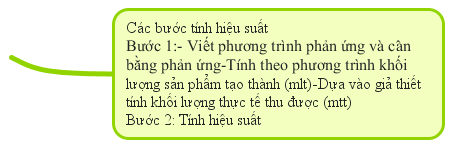 Các bước tính hiệu suất
Bước 1:- Viết phương trình phản ứng và cân
bằng phản ứng-Tính theo phương trình khối
lượng sản phẩm tạo thành (mlt)-Dựa vào giả thiết
tính khối lượng thực tế thu được (mtt)
Bước 2: Tính hiệu suất